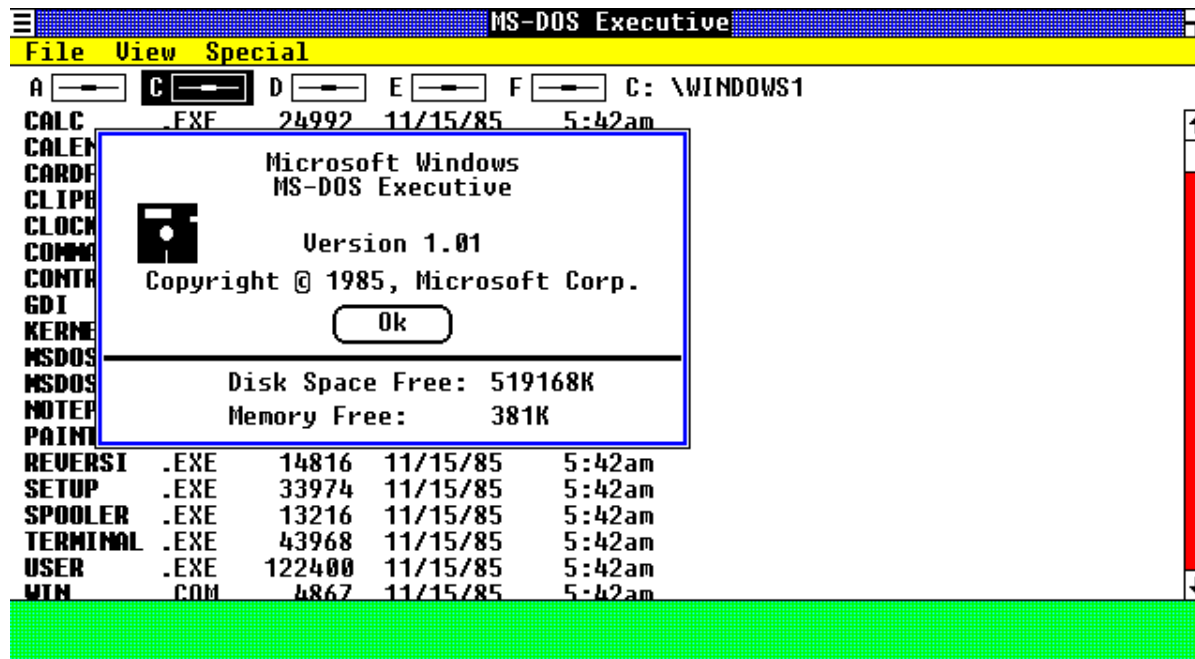 MS-DOS Executive
File View Special
A C D E F C: \WINDOWS1
CALC .EXE 24992 11/15/85 5:42am
CALEN
CARDF
CLIPB
CLOCK
COMMA
CONTR
GDI
KERNE
MSDOS
MSDOS
NOTEP
PAINT
Microsoft Windows
MS-DOS Executive
Version 1.01
Copyright © 1985, Microsoft Corp.
Ok
Disk Space Free: 519168K
Memory Free: 381K
REVERSI .EXE 14816 11/15/85 5:42am
SETUP .EXE 33974 11/15/85 5:42am
SPOOLER .EXE 13216 11/15/85 5:42am
TERMINAL .EXE 43968 11/15/85 5:42am
USER .EXE 122400 11/15/85 5:42am
WIN .COM 4867 11/15/85 5:42am